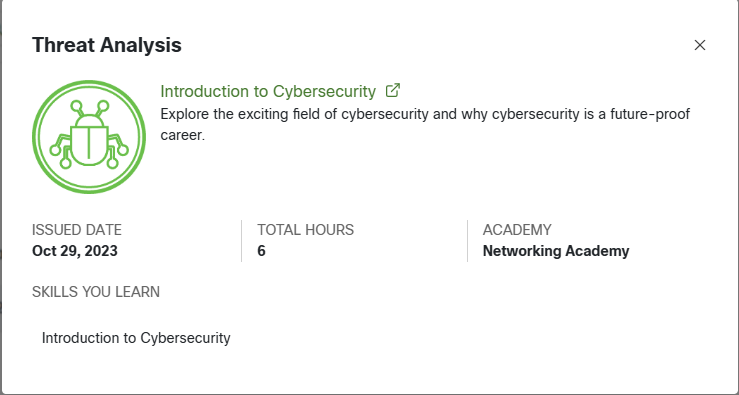 Threat Analysis
Introduction to Cybersecurity
Explore the exciting field of cybersecurity and why cybersecurity is a future-proof
career.
ISSUED DATE
Oct 29, 2023
TOTAL HOURS
6
ACADEMY
Networking Academy
SKILLS YOU LEARN
Introduction to Cybersecurity